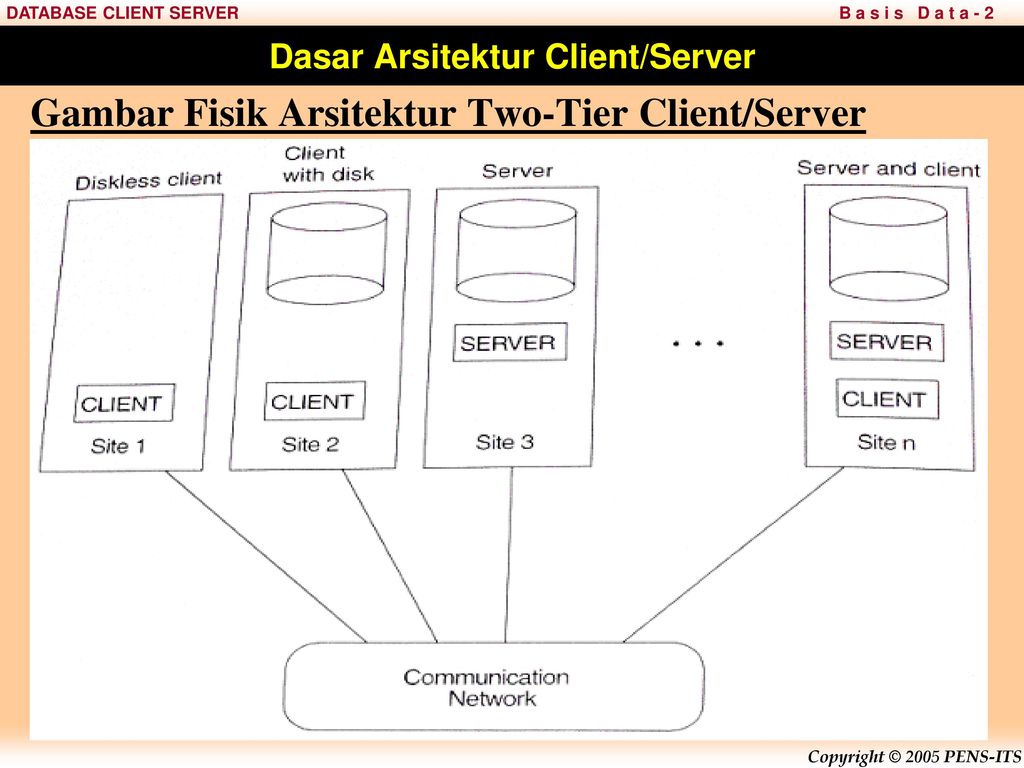 DATABASE CLIENT SERVER
Basis Data-2
Dasar Arsitektur Client/Server
Gambar Fisik Arsitektur Two-Tier Client/Server
Diskless client
Client
with disk
Server
Server and client
SERVER
SERVER
CLIENT
CLIENT
CLIENT
Site 1
Site 2
Site 3
. . .
Site n
Communication
Network
Copyright © 2005 PENS-ITS